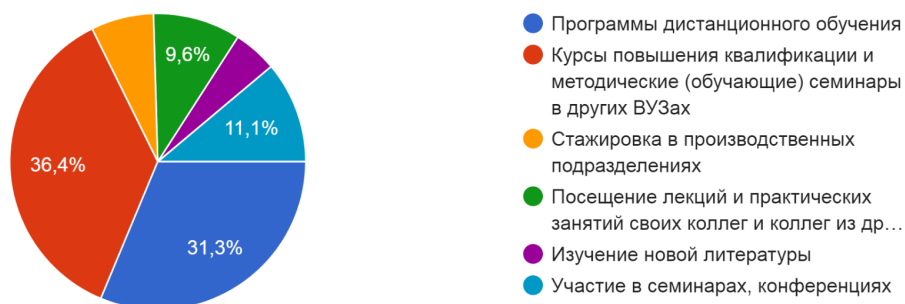 9,6%
11,1%
36,4%
31,3%
Программы дистанционного обучения
Курсы повышения квалификации и
методические (обучающие) семинары
в других ВУЗах
Стажировка в производственных
подразделениях
Посещение лекций и практических
занятий своих коллег и коллег из др…
Изучение новой литературы
Участие в семинарах, конференциях